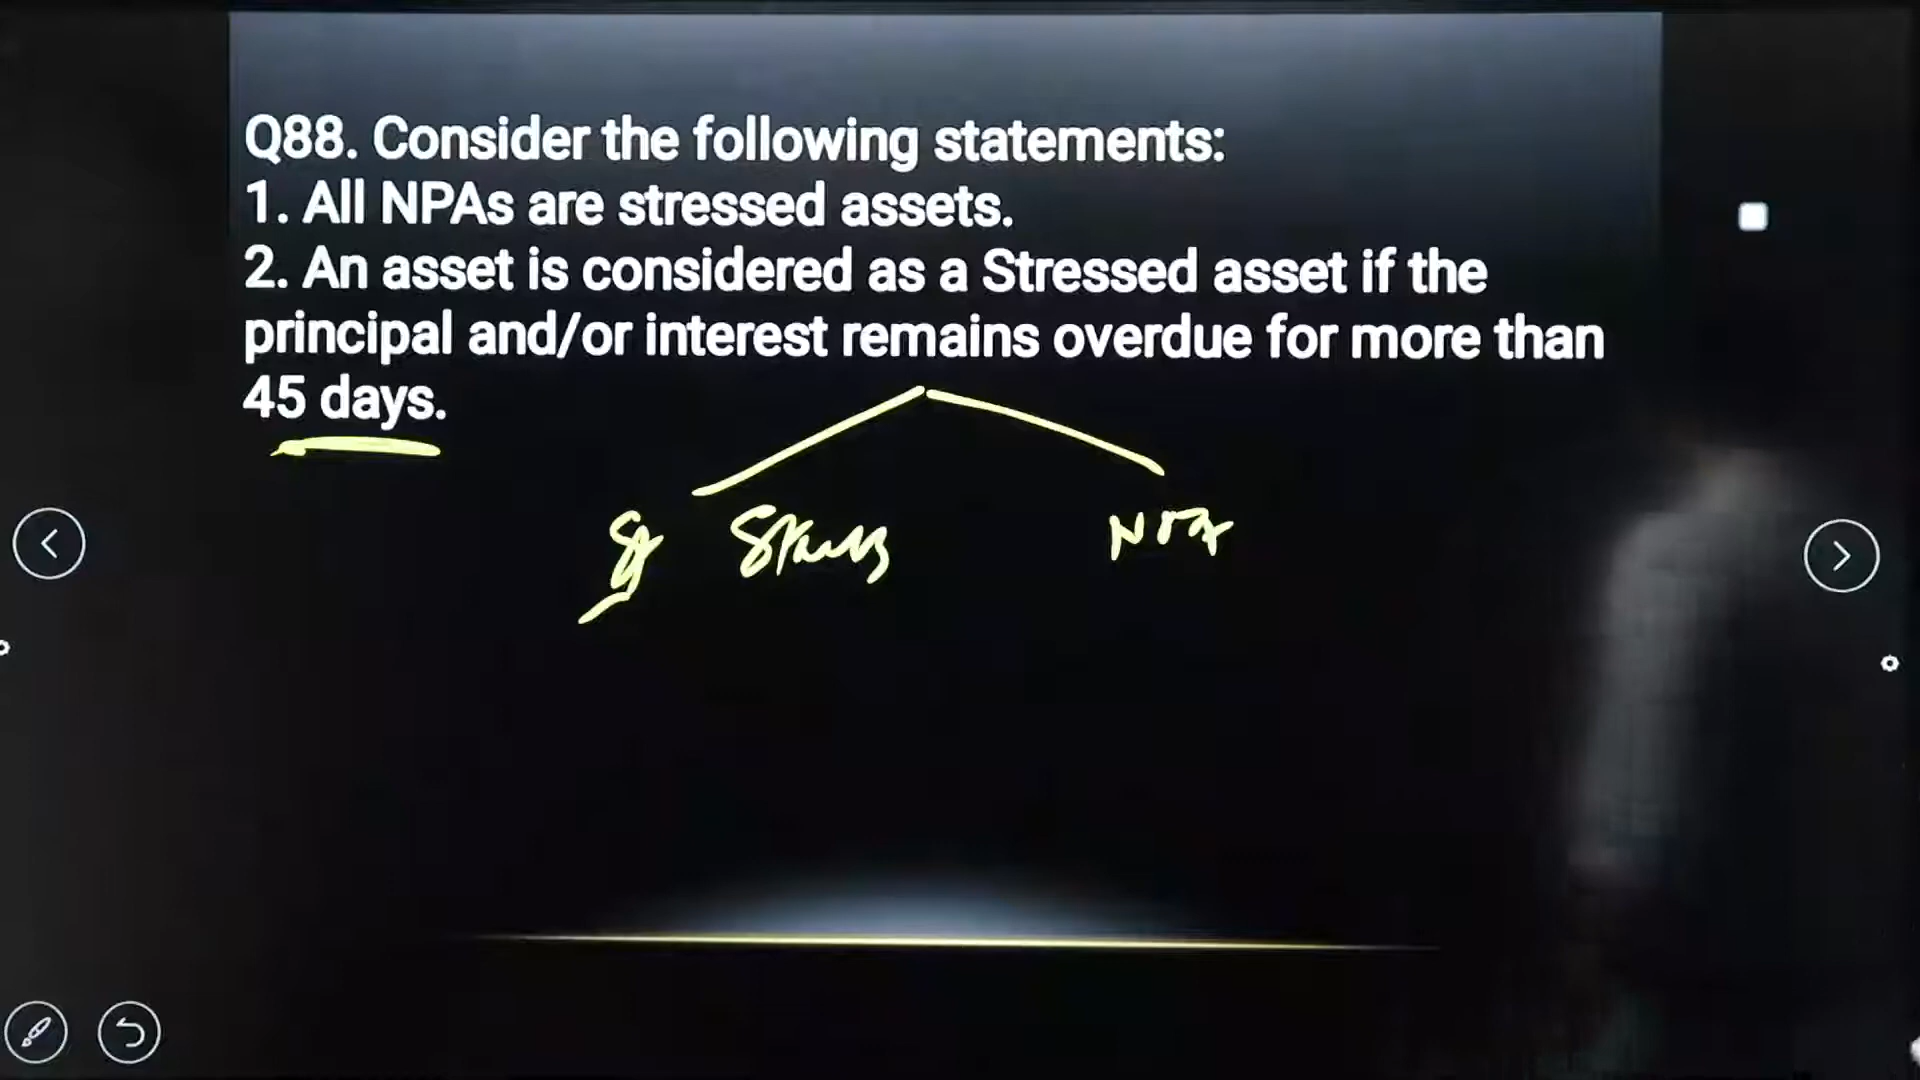 Q88. Consider the following statements:
1. All NPAs are stressed assets.
2. An asset is considered as a Stressed asset if the
principal and/or interest remains overdue for more than
45 days.
NPA